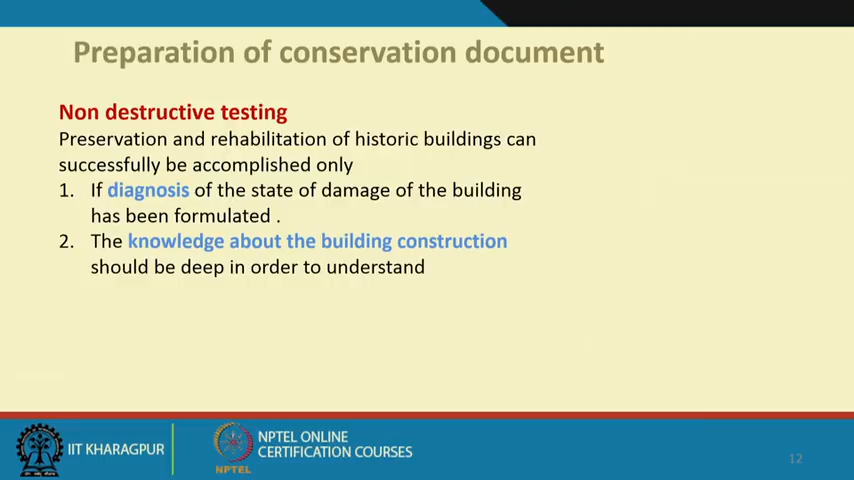 Preparation of conservation document
Non destructive testing
Preservation and rehabilitation of historic buildings can
successfully be accomplished only
1. If diagnosis of the state of damage of the building
has been formulated .
2. The knowledge about the building construction
should be deep in order to understand
IIT KHARAGPUR
NPTEL
NPTEL ONLINE
CERTIFICATION COURSES
12